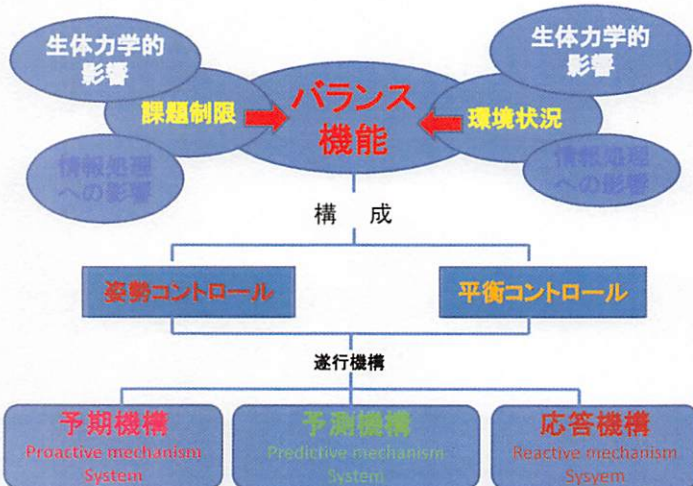 生体力学的
影響
課題制限
情報処理
への影響
バランス
機能
生体力学的
影響
環境状況
情報処理
への影響
構 成
姿勢コントロール
平衡コントロール
遂行機構
予期機構
Proactive mechanism
System
予測機構
Predictive mechanism
System
応答機構
Reactive mechanism
Sysyem